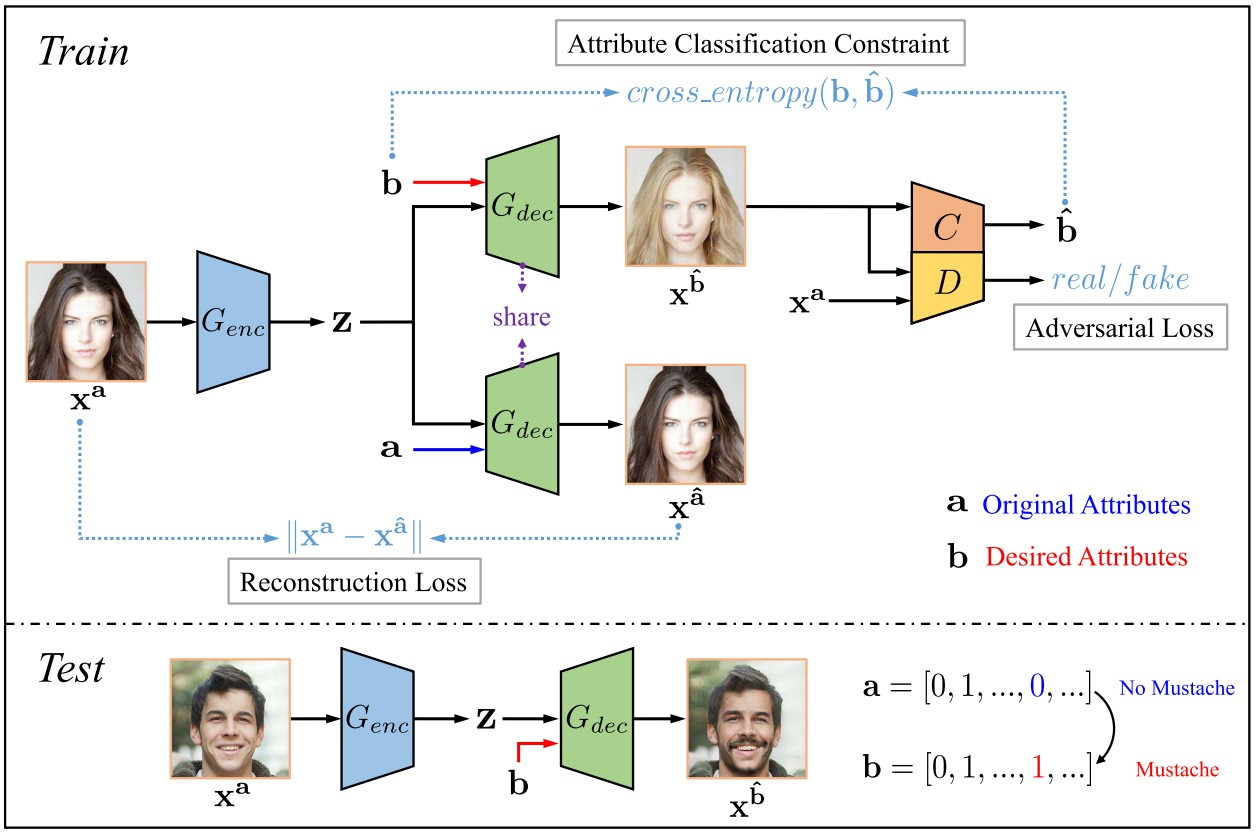 Train
Attribute Classification Constraint
cross_entropy(b, b̂)
b
G_dec
C
b̂
x^b̂
D
real/fake
x^a
Adversarial Loss
G_enc
z
share
x^a
G_dec
a
x^â
a Original Attributes
‖x^a − x^â‖
b Desired Attributes
Reconstruction Loss
Test
G_enc
z
G_dec
b
x^a
x^b̂
a = [0, 1, ..., 0, ...] No Mustache
b = [0, 1, ..., 1, ...] Mustache